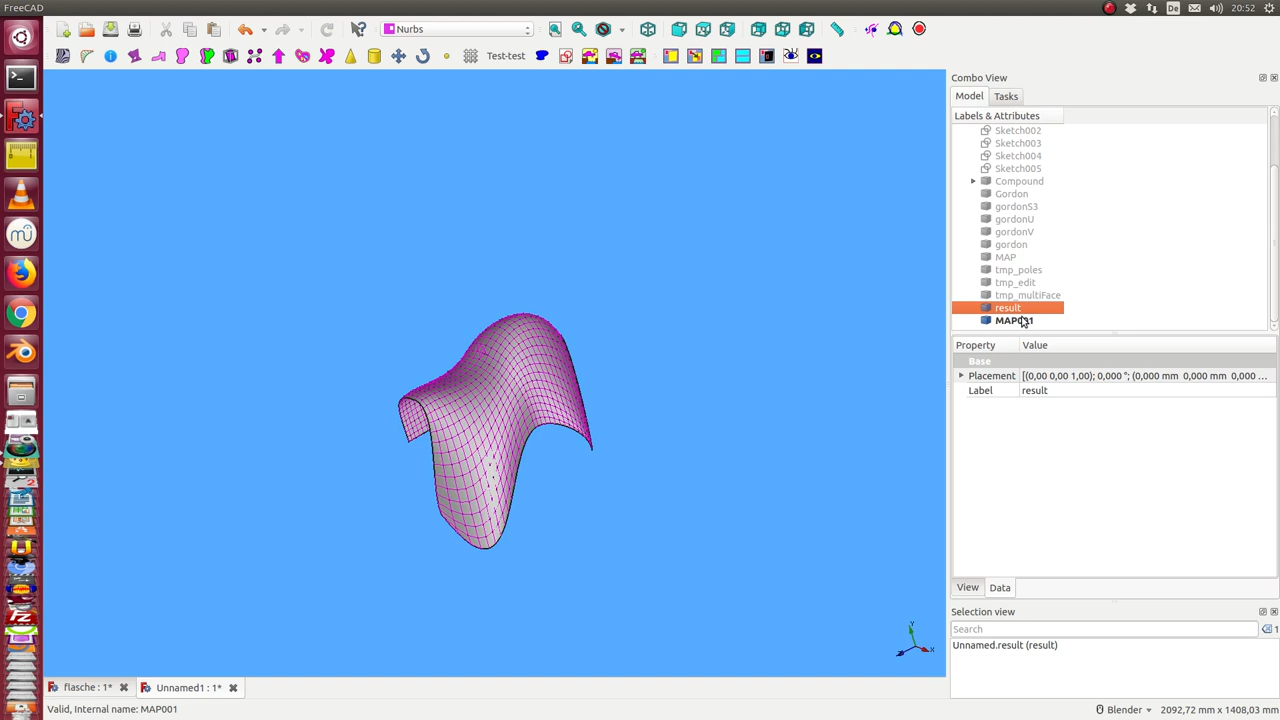 FreeCAD
De
20:52
Nurbs
Test-test
Combo View
Model
Tasks
Labels & Attributes
Sketch002
Sketch003
Sketch004
Sketch005
Compound
Gordon
gordonS3
gordonU
gordonV
gordon
MAP
tmp_poles
tmp_edit
tmp_multiFace
result
MAP001
Property
Value
Base
Placement
[(0,00 0,00 1,00); 0,000 °; (0,000 mm 0,000 mm 0,000 ...
Label
result
View
Data
Selection view
Search
1
Unnamed.result (result)
Y
X
flasche : 1*
Unnamed1 : 1*
Valid, Internal name: MAP001
Blender
2092,72 mm x 1408,03 mm